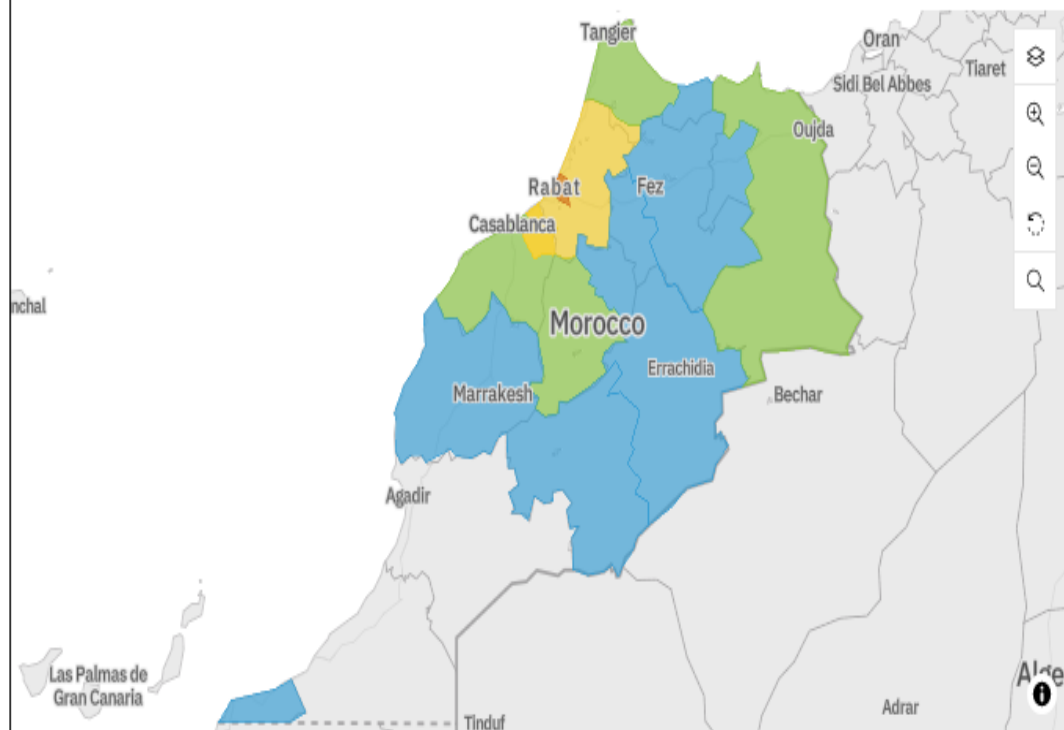 Tangier
Oran
Tiaret
Sidi Bel Abbes
Oujda
Rabat
Fez
Casablanca
nchal
Morocco
Errachidia
Marrakesh
Bechar
Agadir
Las Palmas de
Gran Canaria
Alge
Adrar
Tinduf